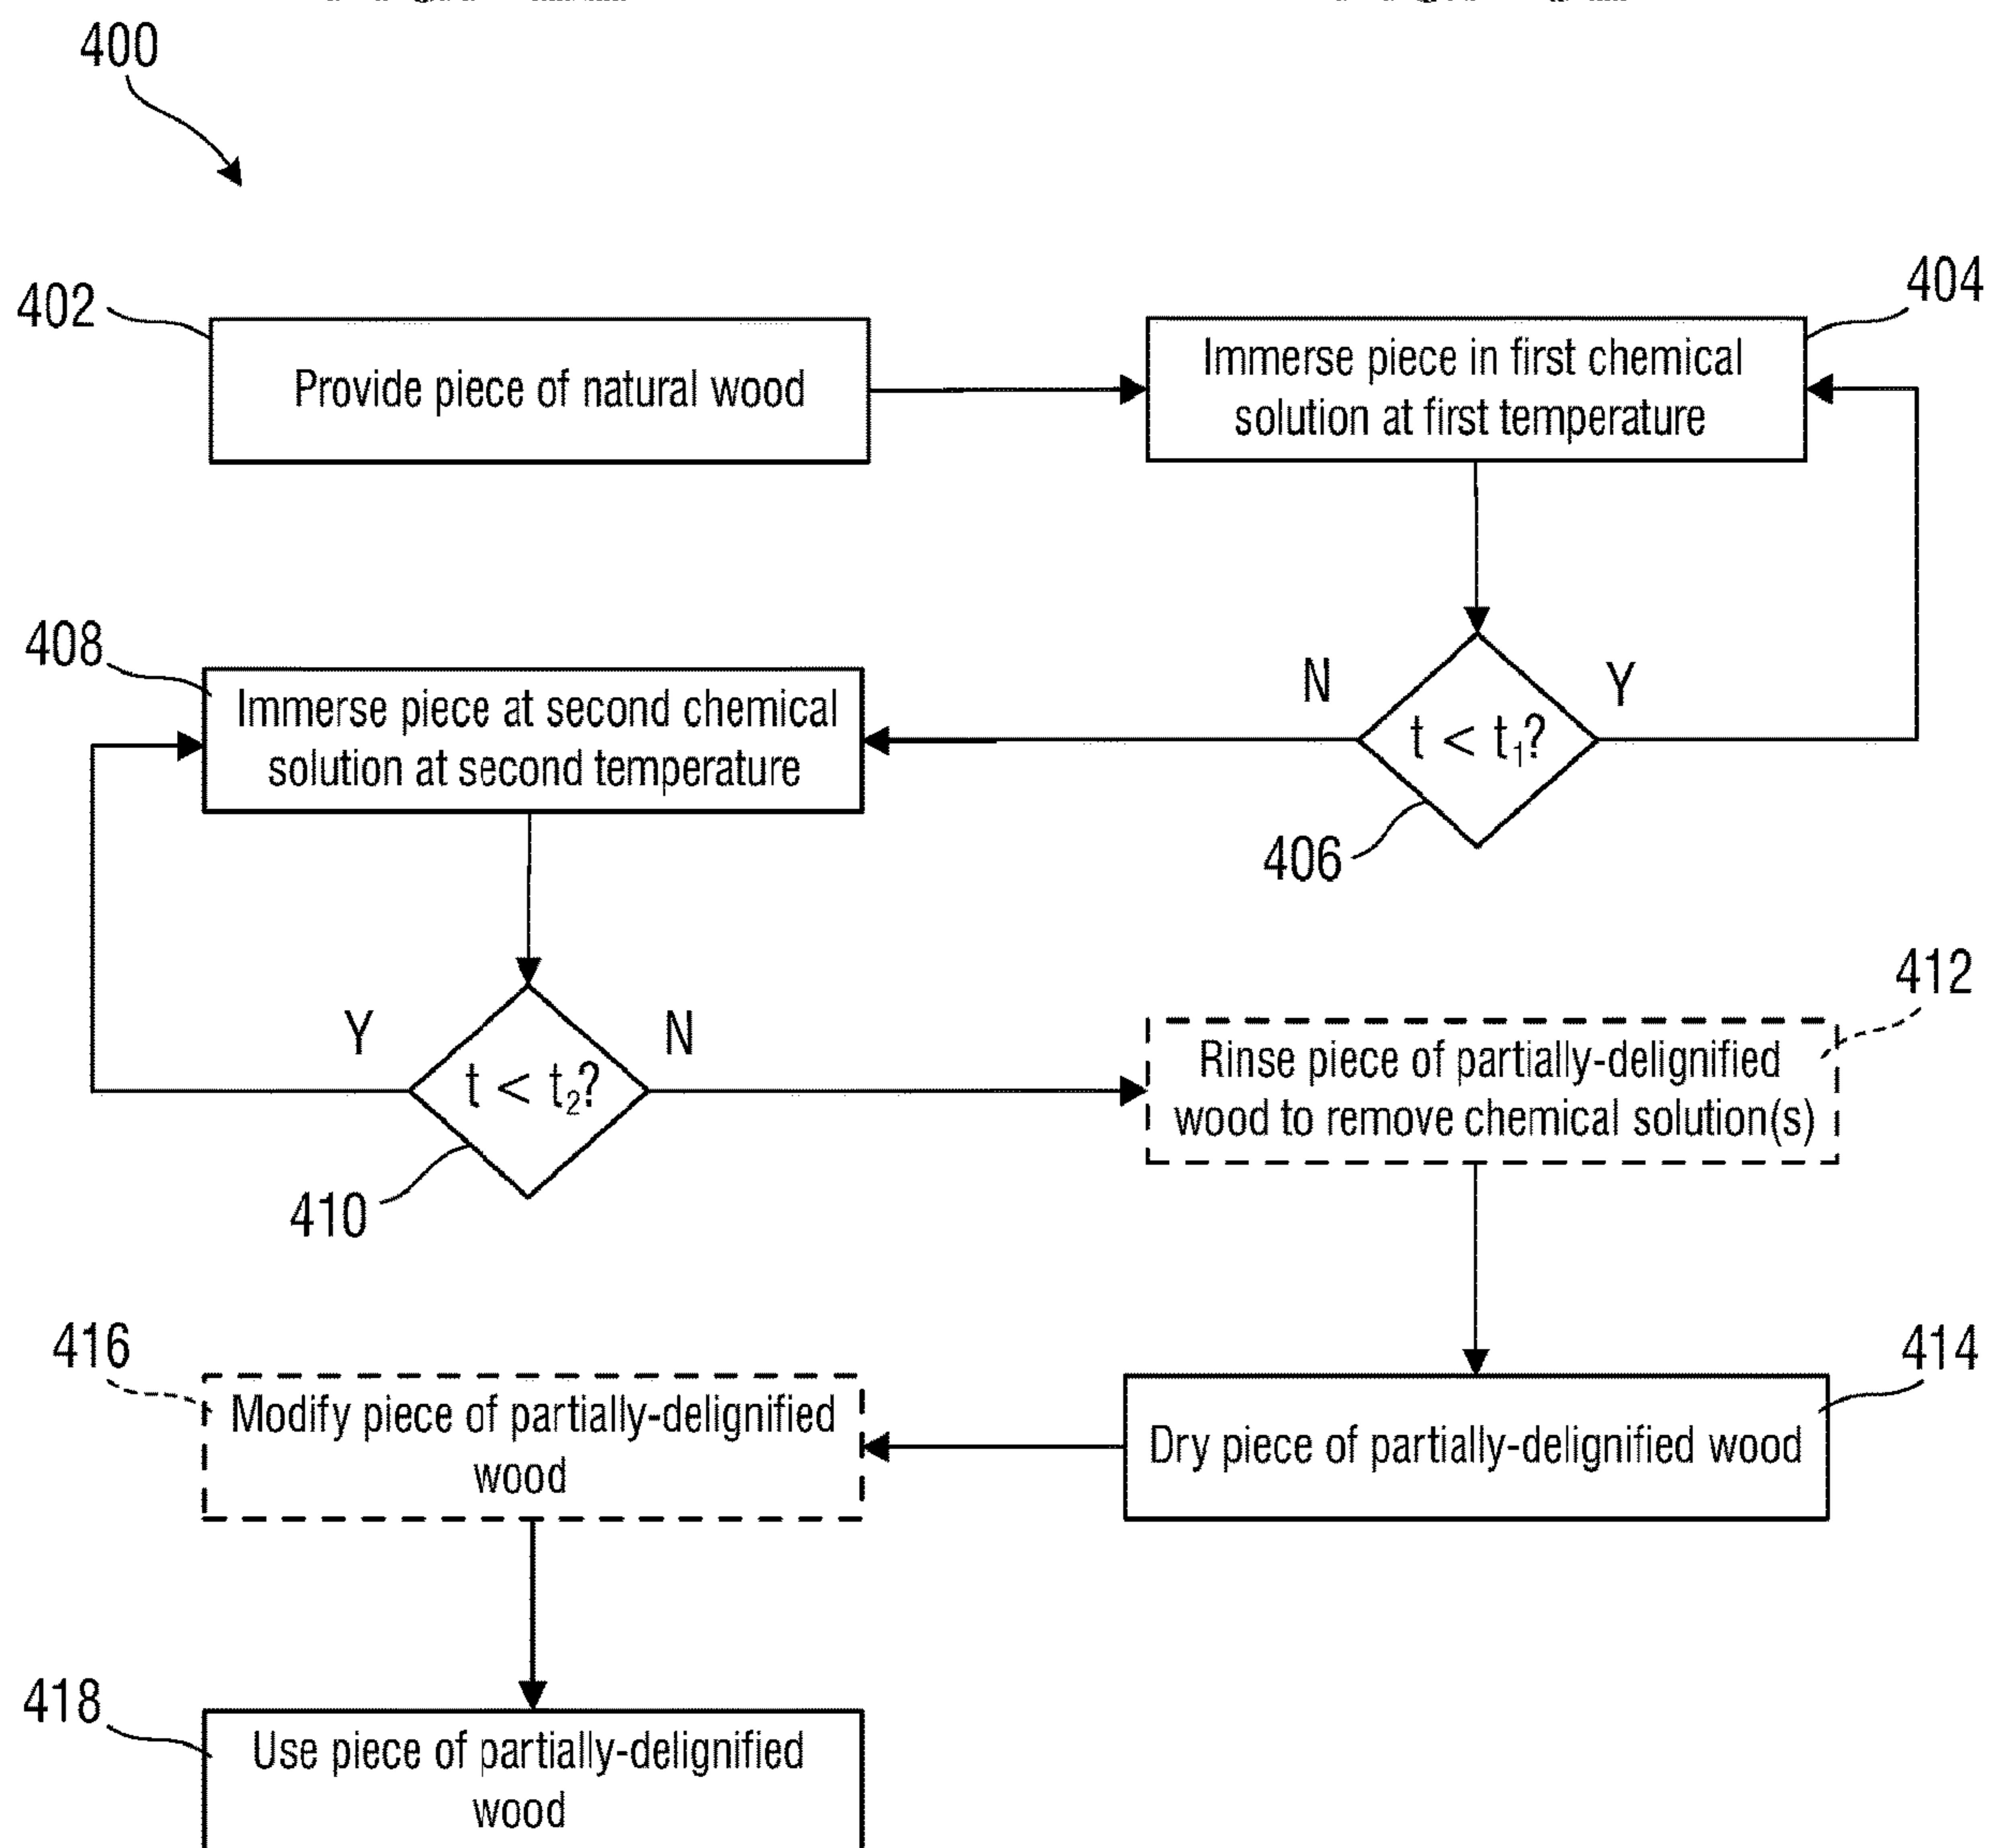 400
402
Provide piece of natural wood
404
Immerse piece in first chemical
solution at first temperature
406
t < t₁?
N
Y
408
Immerse piece at second chemical
solution at second temperature
410
t < t₂?
Y
N
412
Rinse piece of partially-delignified
wood to remove chemical solution(s)
414
Dry piece of partially-delignified wood
416
Modify piece of partially-delignified
wood
418
Use piece of partially-delignified
wood